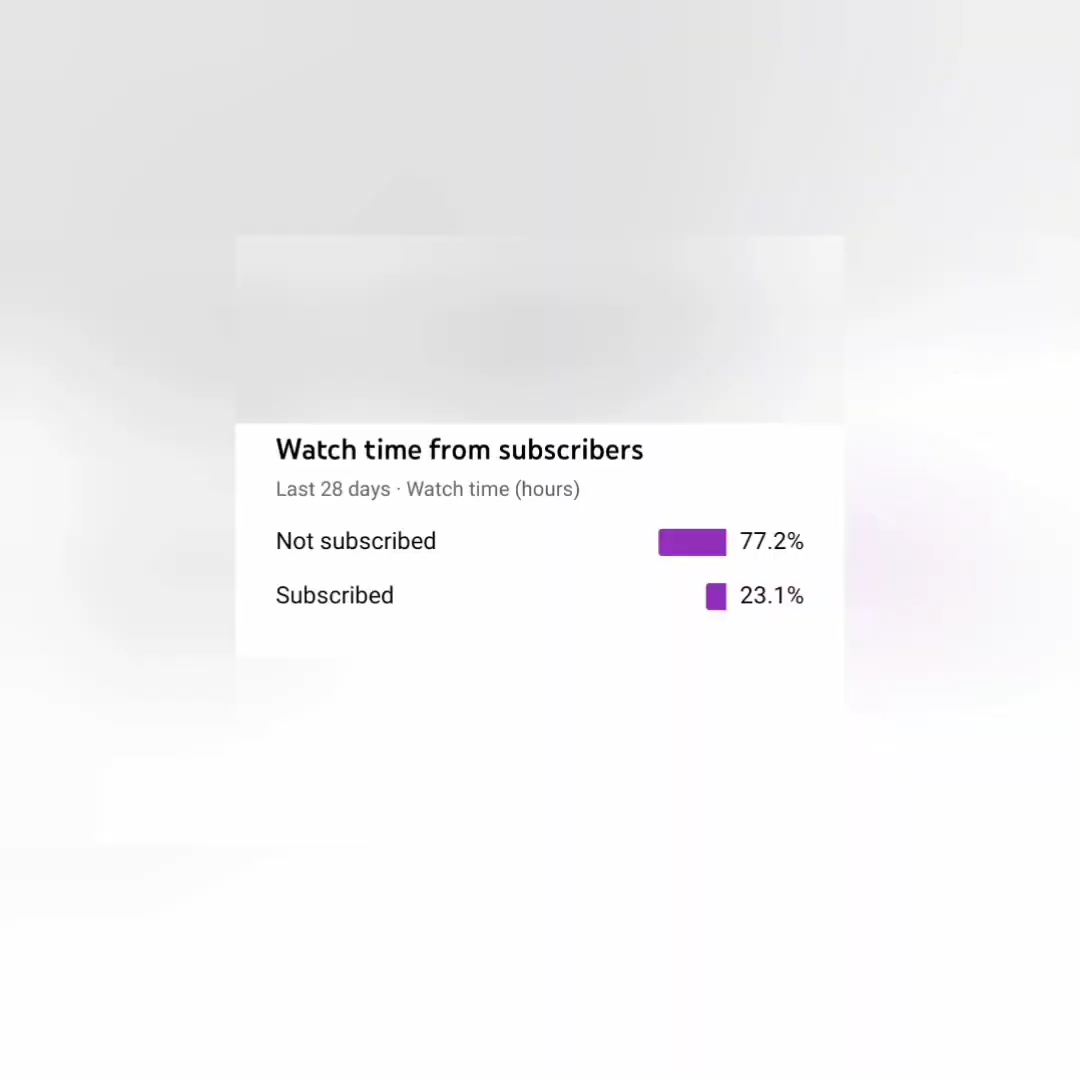 Watch time from subscribers
Last 28 days · Watch time (hours)
Not subscribed 77.2%
Subscribed 23.1%